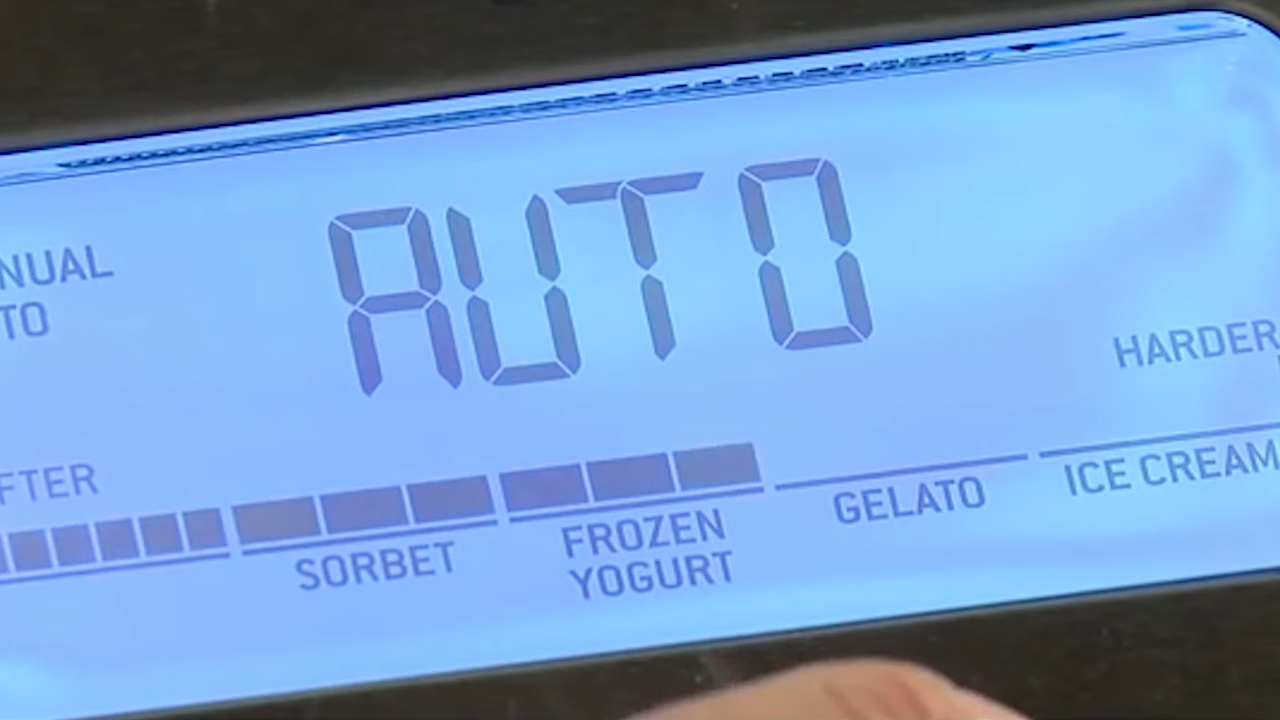 NUAL
TO
AUTO
HARDER
FTER
SORBET
FROZEN
YOGURT
GELATO
ICE CREAM